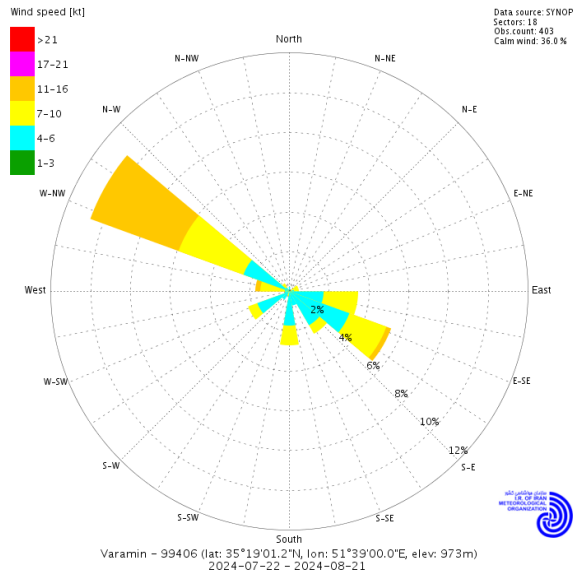 Wind speed [kt]
>21
17-21
11-16
7-10
4-6
1-3
Data source: SYNOP
Sectors: 18
Obs.count: 403
Calm wind: 36.0 %
North
N-NW
N-NE
N-W
N-E
W-NW
E-NE
West
East
2%
4%
6%
8%
10%
12%
W-SW
E-SE
S-W
S-E
S-SW
S-SE
South
سازمان هواشناسی کشور
I.R. OF IRAN
METEOROLOGICAL
ORGANIZATION
Varamin - 99406 (lat: 35°19'01.2"N, lon: 51°39'00.0"E, elev: 973m)
2024-07-22 - 2024-08-21